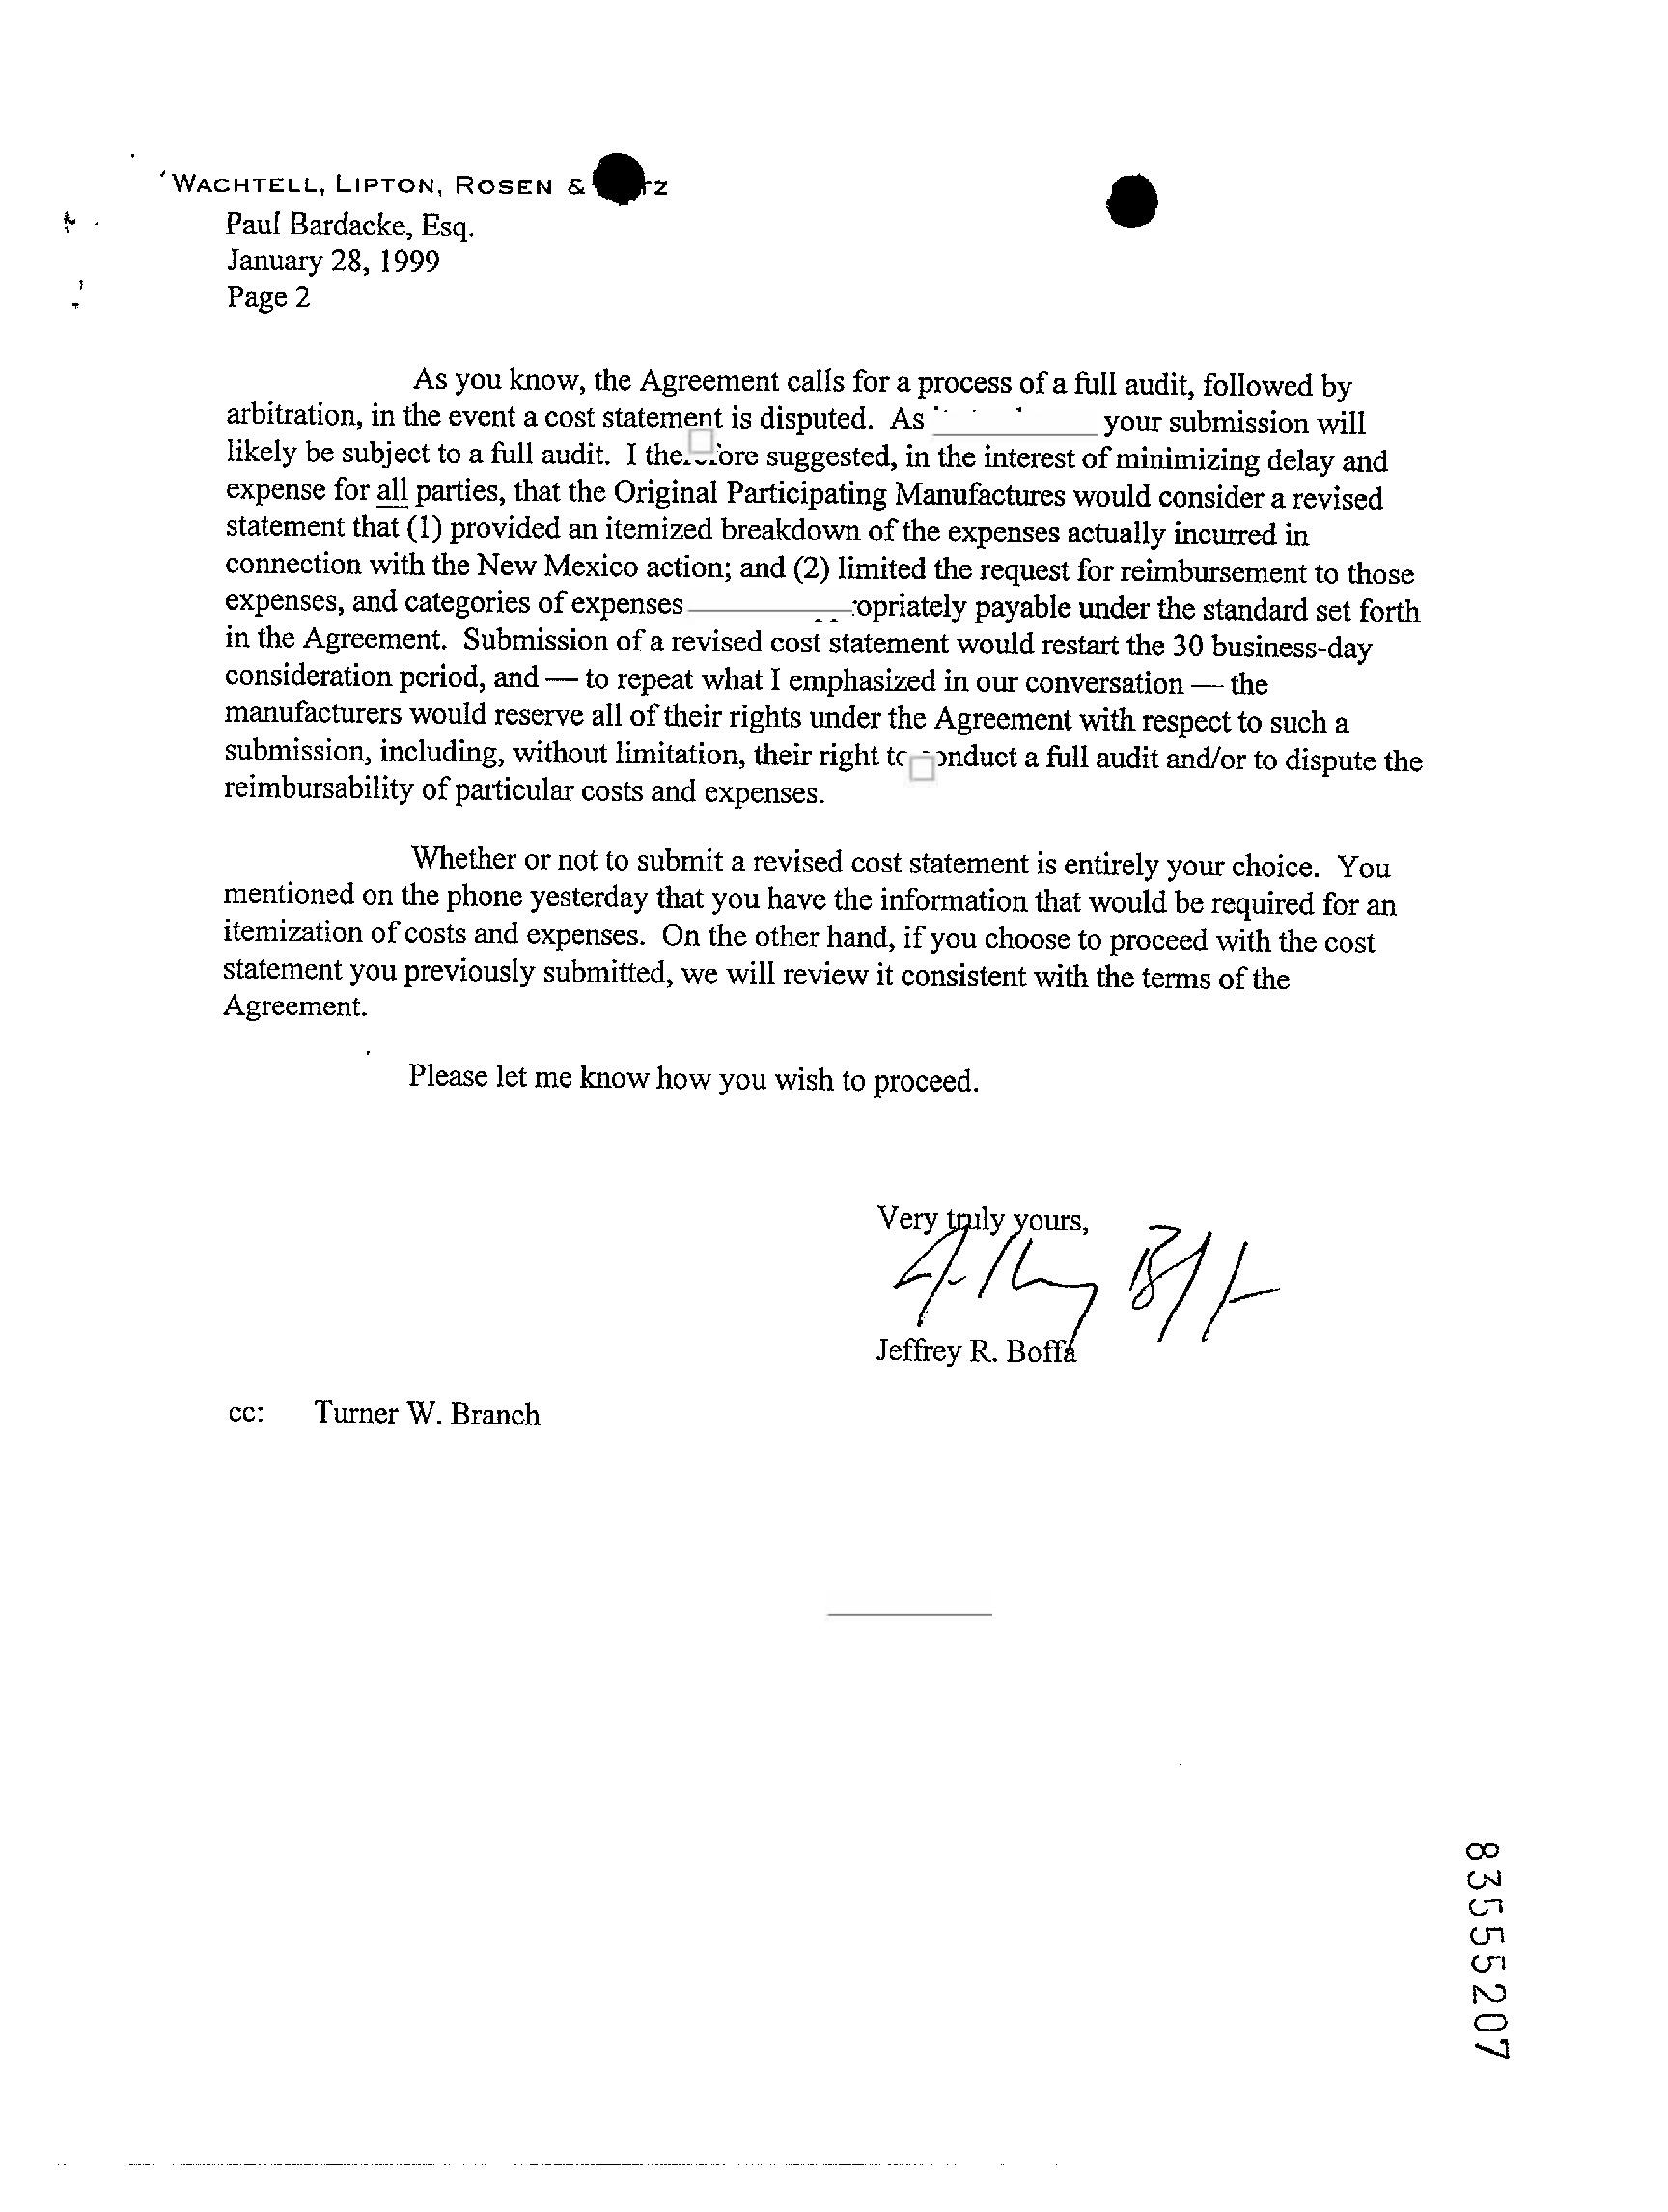 WACHTELL, LIPTON, ROSEN &
Paul Bardacke, Esq.
January 28, 1999
Page 2
As you know, the Agreement calls for a process of a full audit, followed by
arbitration, in the event a cost statement is disputed. As your submission will
likely be subject to a full audit. I therefore suggested, in the interest of minimizing delay and
expense for all parties, that the Original Participating Manufactures would consider a revised
statement that (1) provided an itemized breakdown of the expenses actually incurred in
connection with the New Mexico action; and (2) limited the request for reimbursement to those
expenses, and categories of expenses payable under the standard set forth
in the Agreement. Submission of a revised cost statement would restart the 30 business-day
consideration period, and — to repeat what I emphasized in our conversation — the
manufacturers would reserve all of their rights under the Agreement with respect to such a
submission, including, without limitation, their right to conduct a full audit and/or to dispute the
reimbursability of particular costs and expenses.
Whether or not to submit a revised cost statement is entirely your choice. You
mentioned on the phone yesterday that you have the information that would be required for an
itemization of costs and expenses. On the other hand, if you choose to proceed with the cost
statement you previously submitted, we will review it consistent with the terms of the
Agreement.
Please let me know how you wish to proceed.
Very truly yours,
Jeffrey R. Boffa
cc: Turner W. Branch
83555207